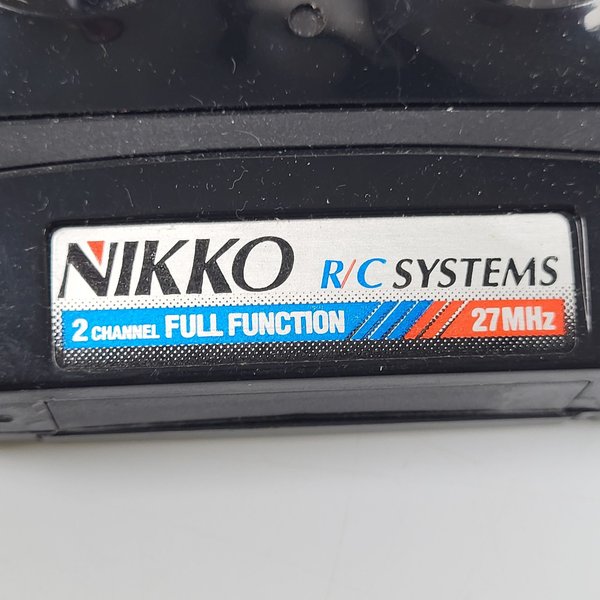 NIKKO R/C SYSTEMS
2 CHANNEL FULL FUNCTION 27MHz